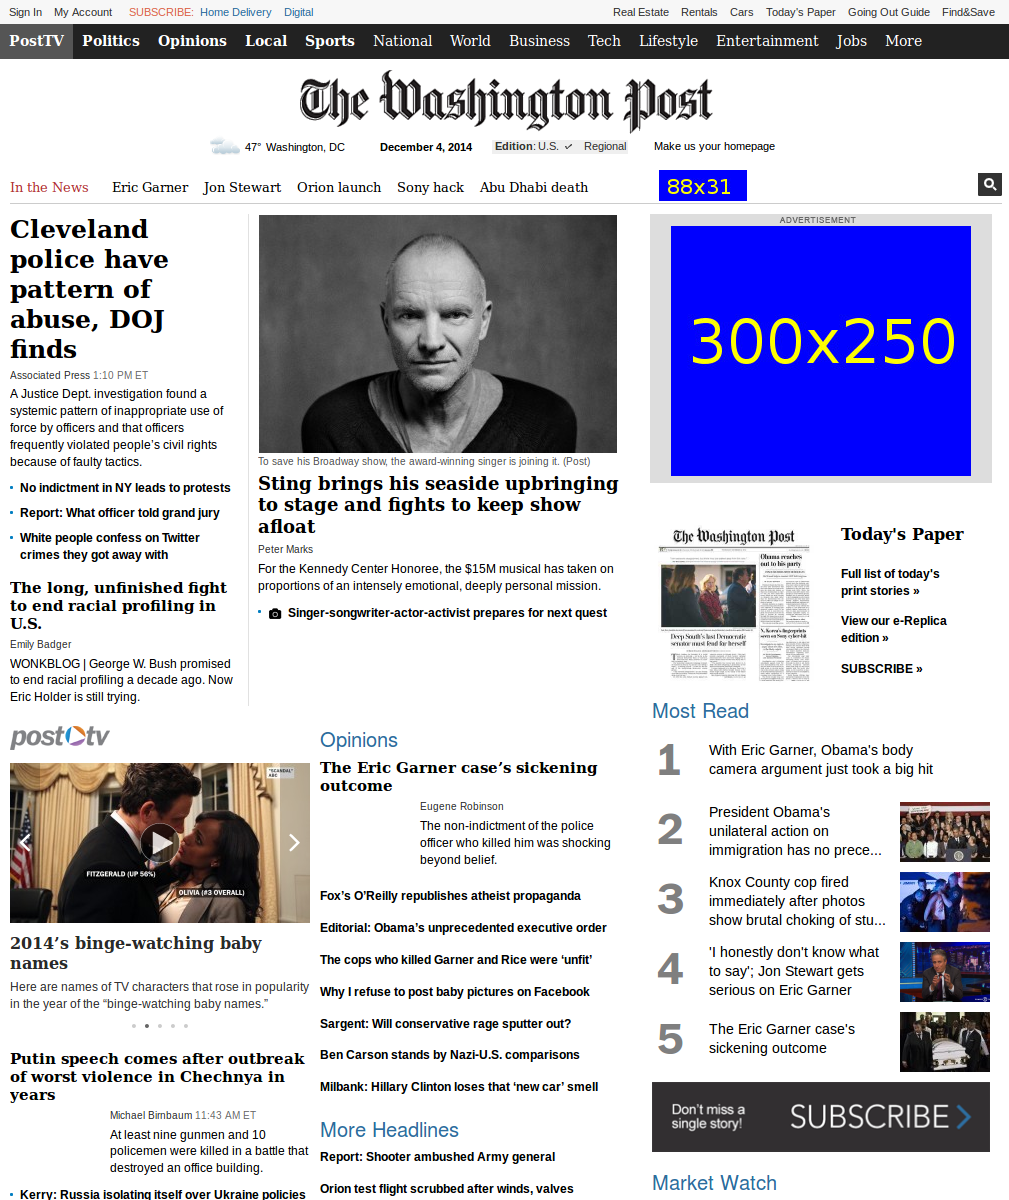 Sign In My Account SUBSCRIBE: Home Delivery Digital Real Estate Rentals Cars Today's Paper Going Out Guide Find&Save
PostTV Politics Opinions Local Sports National World Business Tech Lifestyle Entertainment Jobs More
The Washington Post
47° Washington, DC December 4, 2014 Edition: U.S. Regional Make us your homepage
In the News Eric Garner Jon Stewart Orion launch Sony hack Abu Dhabi death
88x31
Cleveland
police have
pattern of
abuse, DOJ
finds
Associated Press 1:10 PM ET
A Justice Dept. investigation found a
systemic pattern of inappropriate use of
force by officers and that officers
frequently violated people's civil rights
because of faulty tactics.
No indictment in NY leads to protests
Report: What officer told grand jury
White people confess on Twitter
crimes they got away with
The long, unfinished fight
to end racial profiling in
U.S.
Emily Badger
WONKBLOG | George W. Bush promised
to end racial profiling a decade ago. Now
Eric Holder is still trying.
To save his Broadway show, the award-winning singer is joining it. (Post)
Sting brings his seaside upbringing
to stage and fights to keep show
afloat
Peter Marks
For the Kennedy Center Honoree, the $15M musical has taken on
proportions of an intensely emotional, deeply personal mission.
Singer-songwriter-actor-activist prepares for next quest
ADVERTISEMENT
300x250
The Washington Post
Obama reaches
out to his party
Deep South's last Democratic
senator must fend for herself
N. Korea's fingerprints
seen on Sony cyber-hit
Today's Paper
Full list of today's
print stories »
View our e-Replica
edition »
SUBSCRIBE »
post tv
"SCANDAL"
ABC
FITZGERALD (UP 56%)
OLIVIA (#3 OVERALL)
2014's binge-watching baby
names
Here are names of TV characters that rose in popularity
in the year of the “binge-watching baby names.”
Putin speech comes after outbreak
of worst violence in Chechnya in
years
Michael Birnbaum 11:43 AM ET
At least nine gunmen and 10
policemen were killed in a battle that
destroyed an office building.
Kerry: Russia isolating itself over Ukraine policies
Opinions
The Eric Garner case's sickening
outcome
Eugene Robinson
The non-indictment of the police
officer who killed him was shocking
beyond belief.
Fox's O'Reilly republishes atheist propaganda
Editorial: Obama's unprecedented executive order
The cops who killed Garner and Rice were ‘unfit’
Why I refuse to post baby pictures on Facebook
Sargent: Will conservative rage sputter out?
Ben Carson stands by Nazi-U.S. comparisons
Milbank: Hillary Clinton loses that ‘new car’ smell
More Headlines
Report: Shooter ambushed Army general
Orion test flight scrubbed after winds, valves
Most Read
1 With Eric Garner, Obama's body
camera argument just took a big hit
2 President Obama's
unilateral action on
immigration has no prece...
3 Knox County cop fired
immediately after photos
show brutal choking of stu...
4 'I honestly don't know what
to say'; Jon Stewart gets
serious on Eric Garner
5 The Eric Garner case's
sickening outcome
Don't miss a
single story!
SUBSCRIBE
Market Watch